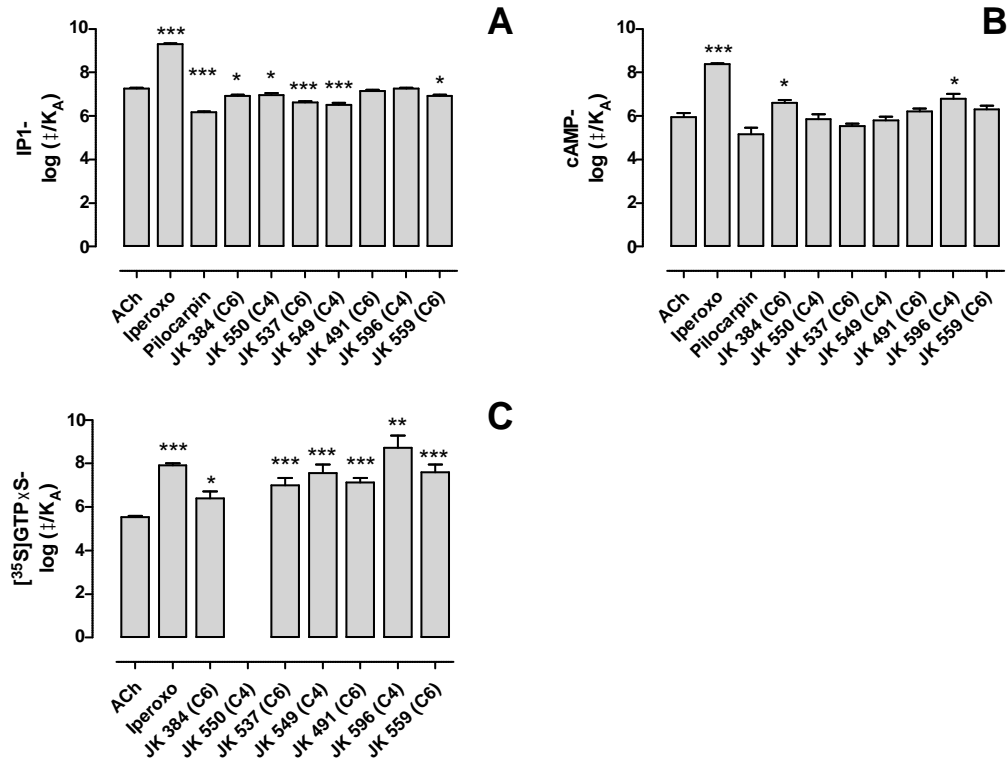 A
IP1-
log (‡/K_A)
10
8
6
4
2
0
***
***
*
*
***
***
*
ACh
Iperoxo
Pilocarpin
JK 384 (C6)
JK 550 (C4)
JK 537 (C6)
JK 549 (C4)
JK 491 (C6)
JK 596 (C4)
JK 559 (C6)
B
cAMP-
log (‡/K_A)
10
8
6
4
2
0
***
*
*
ACh
Iperoxo
Pilocarpin
JK 384 (C6)
JK 550 (C4)
JK 537 (C6)
JK 549 (C4)
JK 491 (C6)
JK 596 (C4)
JK 559 (C6)
C
[³⁵S]GTPχS-
log (‡/K_A)
10
8
6
4
2
0
***
*
***
***
***
**
***
ACh
Iperoxo
JK 384 (C6)
JK 550 (C4)
JK 537 (C6)
JK 549 (C4)
JK 491 (C6)
JK 596 (C4)
JK 559 (C6)